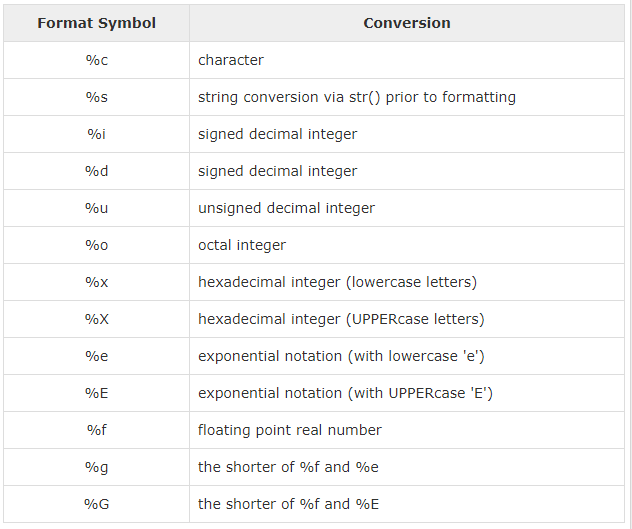 Format Symbol Conversion
%c character
%s string conversion via str() prior to formatting
%i signed decimal integer
%d signed decimal integer
%u unsigned decimal integer
%o octal integer
%x hexadecimal integer (lowercase letters)
%X hexadecimal integer (UPPERcase letters)
%e exponential notation (with lowercase 'e')
%E exponential notation (with UPPERcase 'E')
%f floating point real number
%g the shorter of %f and %e
%G the shorter of %f and %E